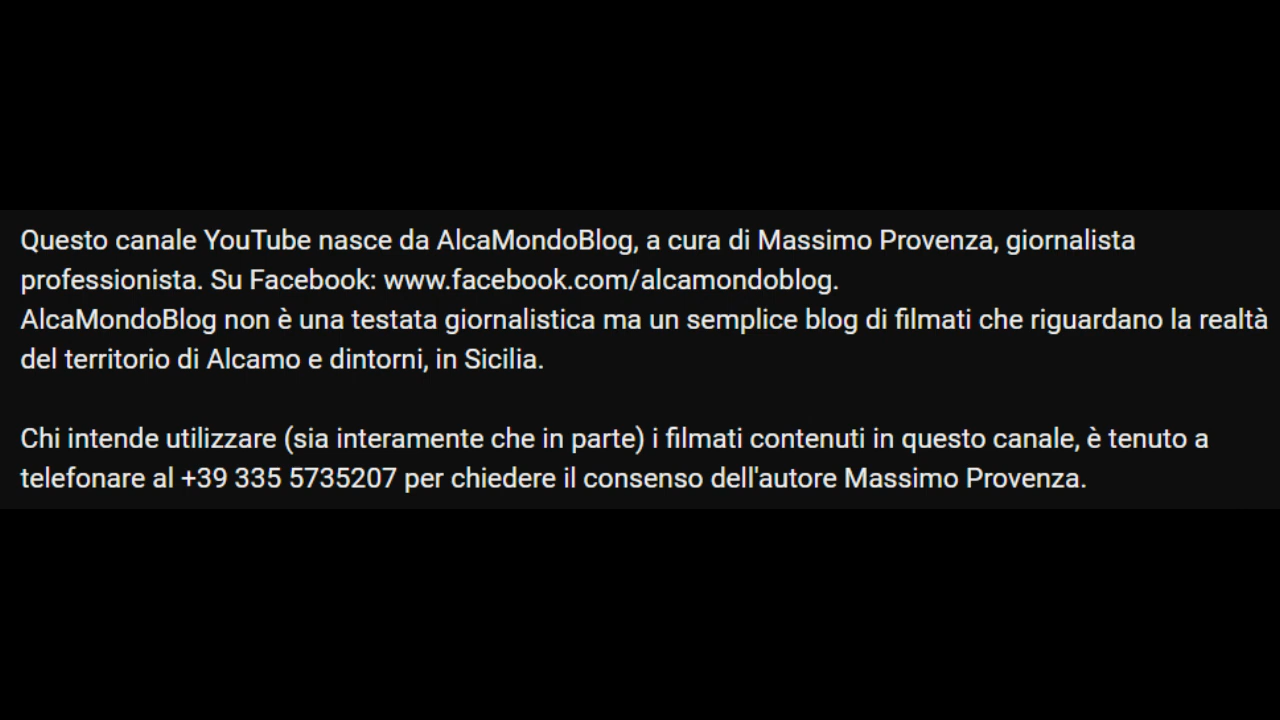 Questo canale YouTube nasce da AlcaMondoBlog, a cura di Massimo Provenza, giornalista
professionista. Su Facebook: www.facebook.com/alcamondoblog.
AlcaMondoBlog non è una testata giornalistica ma un semplice blog di filmati che riguardano la realtà
del territorio di Alcamo e dintorni, in Sicilia.
Chi intende utilizzare (sia interamente che in parte) i filmati contenuti in questo canale, è tenuto a
telefonare al +39 335 5735207 per chiedere il consenso dell'autore Massimo Provenza.